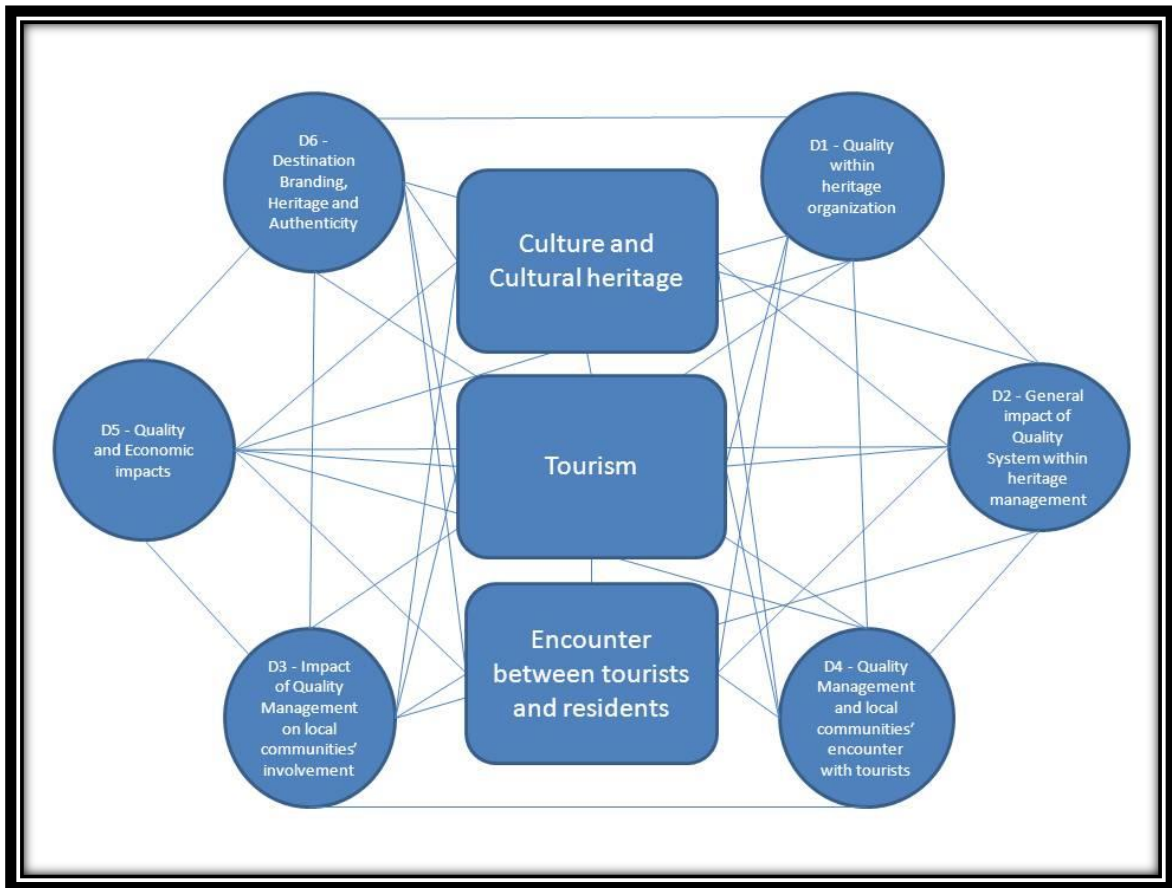 D6 -
Destination
Branding,
Heritage and
Authenticity
D1 - Quality
within
heritage
organization
Culture and
Cultural heritage
D5 - Quality
and Economic
impacts
Tourism
D2 - General
impact of
Quality
System within
heritage
management
D3 - Impact
of Quality
Management
on local
communities’
involvement
Encounter
between tourists
and residents
D4 - Quality
Management
and local
communities’
encounter
with tourists